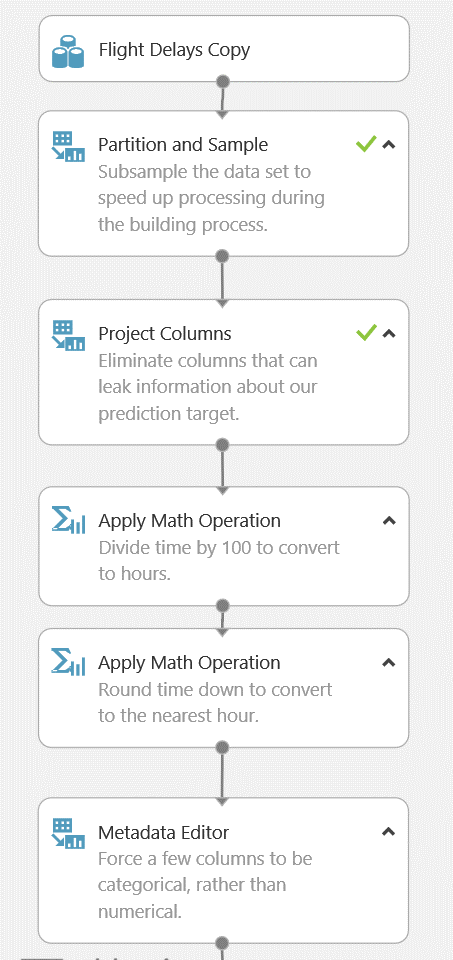 Flight Delays Copy
Partition and Sample
Subsample the data set to
speed up processing during
the building process.
Project Columns
Eliminate columns that can
leak information about our
prediction target.
Apply Math Operation
Divide time by 100 to convert
to hours.
Apply Math Operation
Round time down to convert
to the nearest hour.
Metadata Editor
Force a few columns to be
categorical, rather than
numerical.